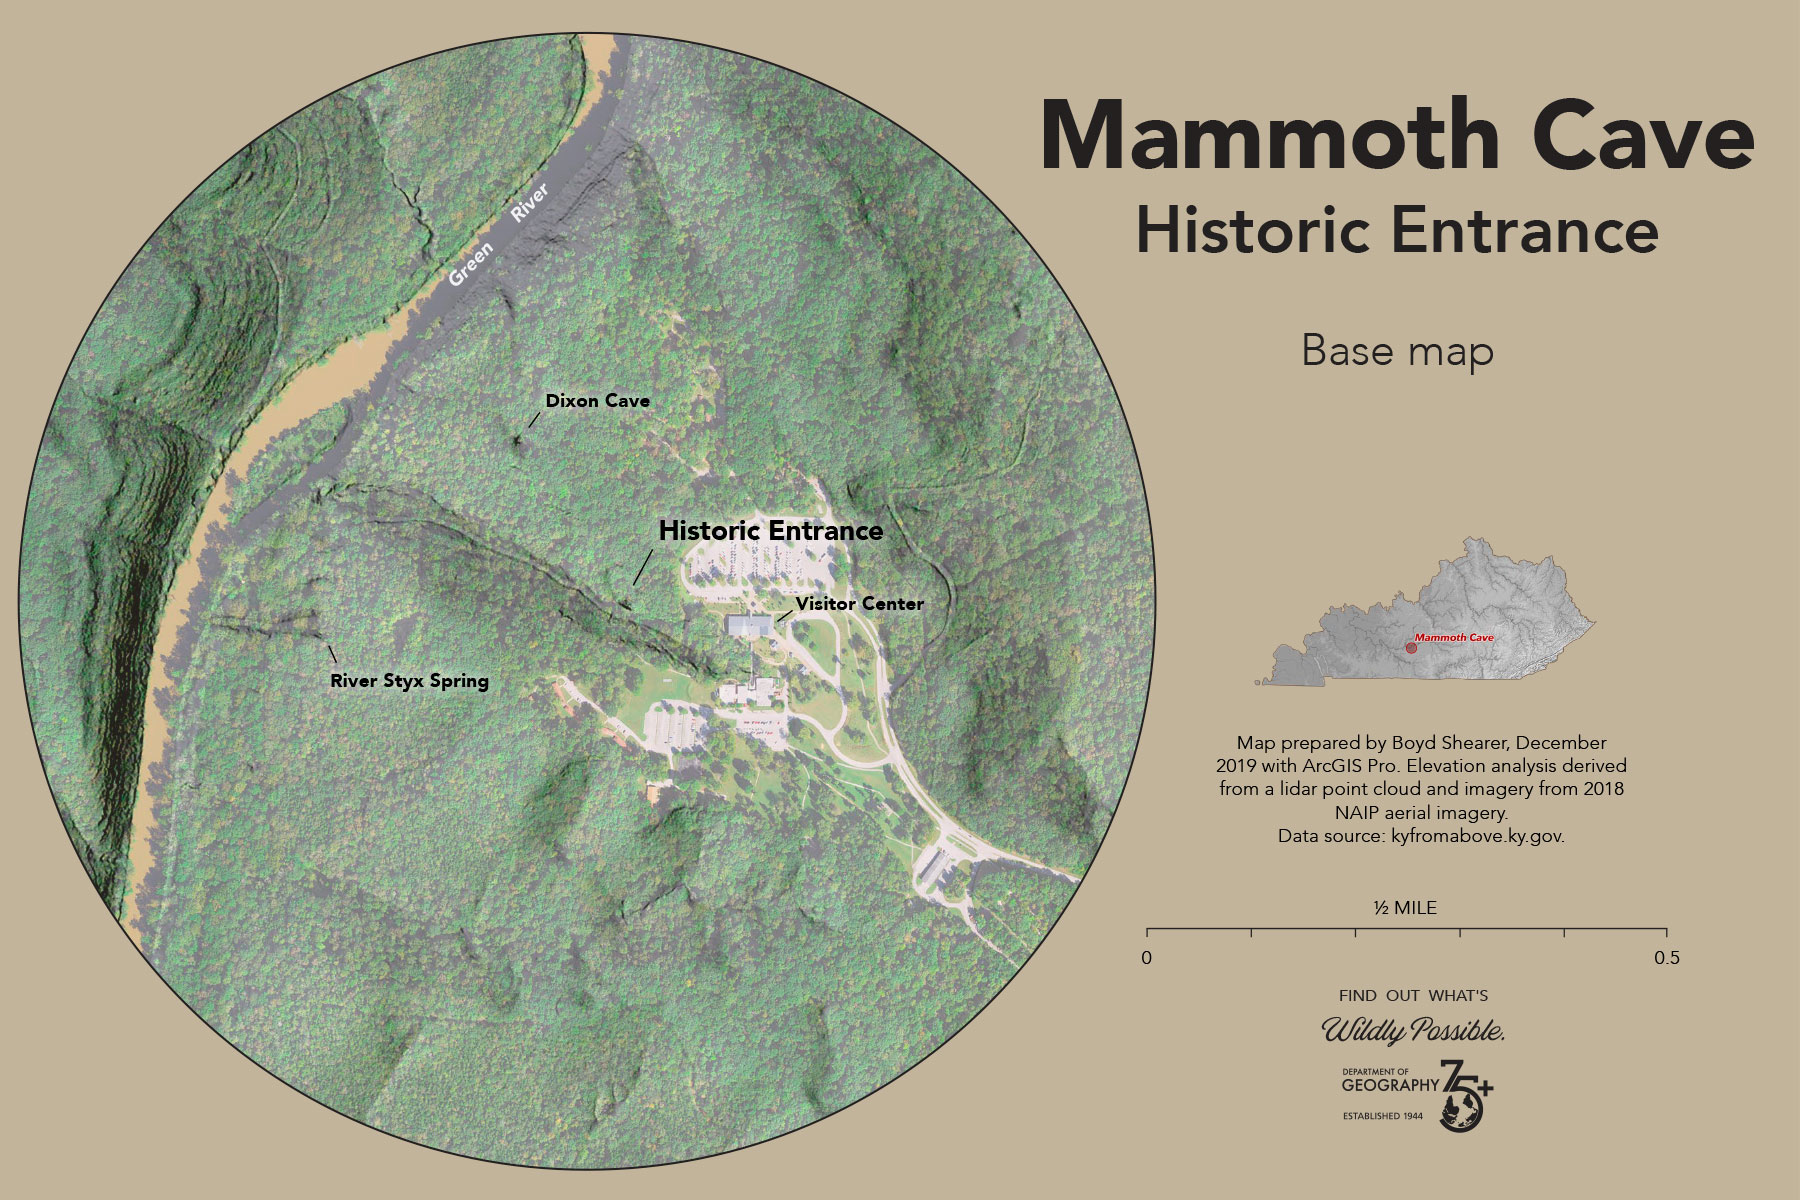 Mammoth Cave
Historic Entrance
Base map
Green River
Dixon Cave
Historic Entrance
Visitor Center
River Styx Spring
Mammoth Cave
Map prepared by Boyd Shearer, December
2019 with ArcGIS Pro. Elevation analysis derived
from a lidar point cloud and imagery from 2018
NAIP aerial imagery.
Data source: kyfromabove.ky.gov.
½ MILE
0 0.5
FIND OUT WHAT'S
Wildly Possible.
DEPARTMENT OF
GEOGRAPHY 75+
ESTABLISHED 1944